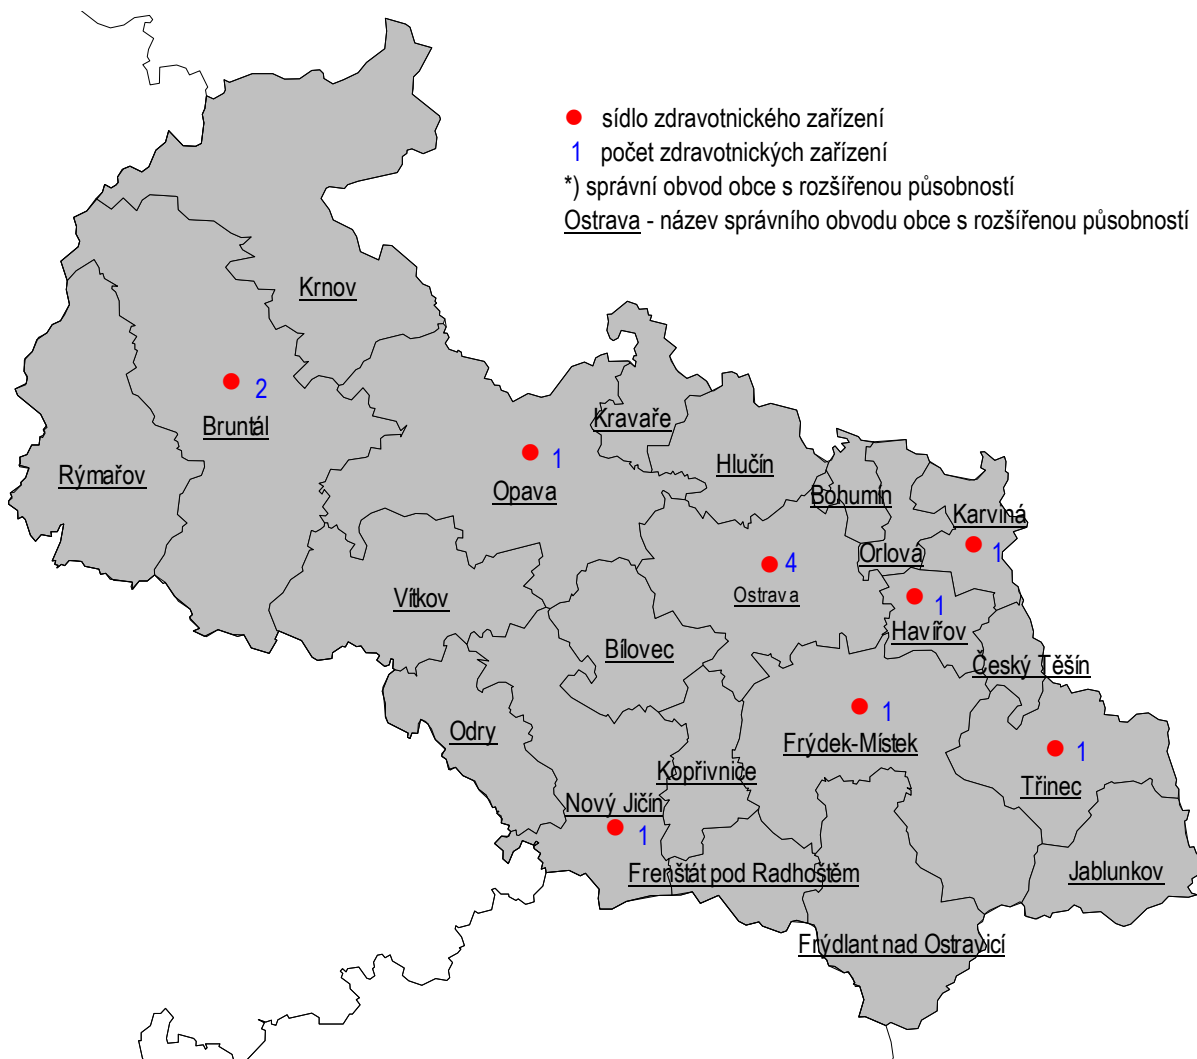 sídlo zdravotnického zařízení
1 počet zdravotnických zařízení
*) správní obvod obce s rozšířenou působností
Ostrava - název správního obvodu obce s rozšířenou působností
Krnov
2
Bruntál
Kravaře
Rýmařov
1
Opava
Hlučín
Bohumín
Karviná
1
Orlová
4
Ostrava
Vítkov
1
Havířov
Bílovec
Český Těšín
1
Odry
Frýdek-Místek
1
Kopřivnice
Třinec
Nový Jičín
1
Frenštát pod Radhoštěm
Jablunkov
Frýdlant nad Ostravicí